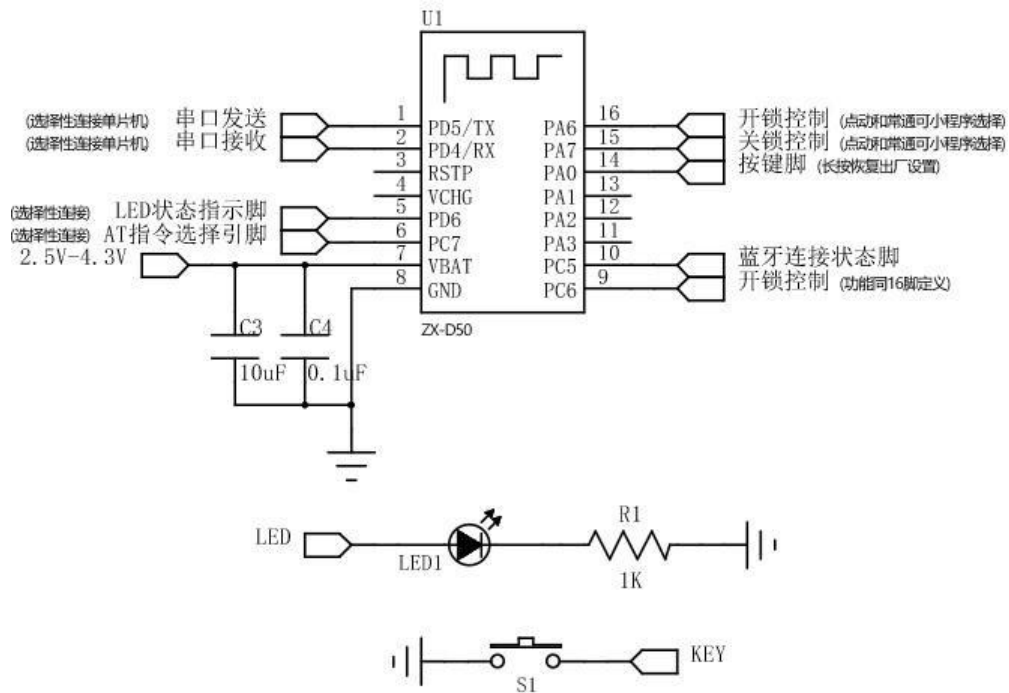 U1
(选择性连接单片机) 串口发送 1 PD5/TX PA6 16 开锁控制 (点动和常通可小程序选择)
(选择性连接单片机) 串口接收 2 PD4/RX PA7 15 关锁控制 (点动和常通可小程序选择)
3 RSTP PA0 14 按键脚 (长按恢复出厂设置)
4 VCHG PA1 13
(选择性连接) LED状态指示脚 5 PD6 PA2 12
(选择性连接) AT指令选择引脚 6 PC7 PA3 11
2.5V-4.3V 7 VBAT PC5 10 蓝牙连接状态脚
8 GND PC6 9 开锁控制 (功能同16脚定义)
ZX-D50
C3 C4
10uF 0.1uF
LED LED1 R1
1K
S1 KEY